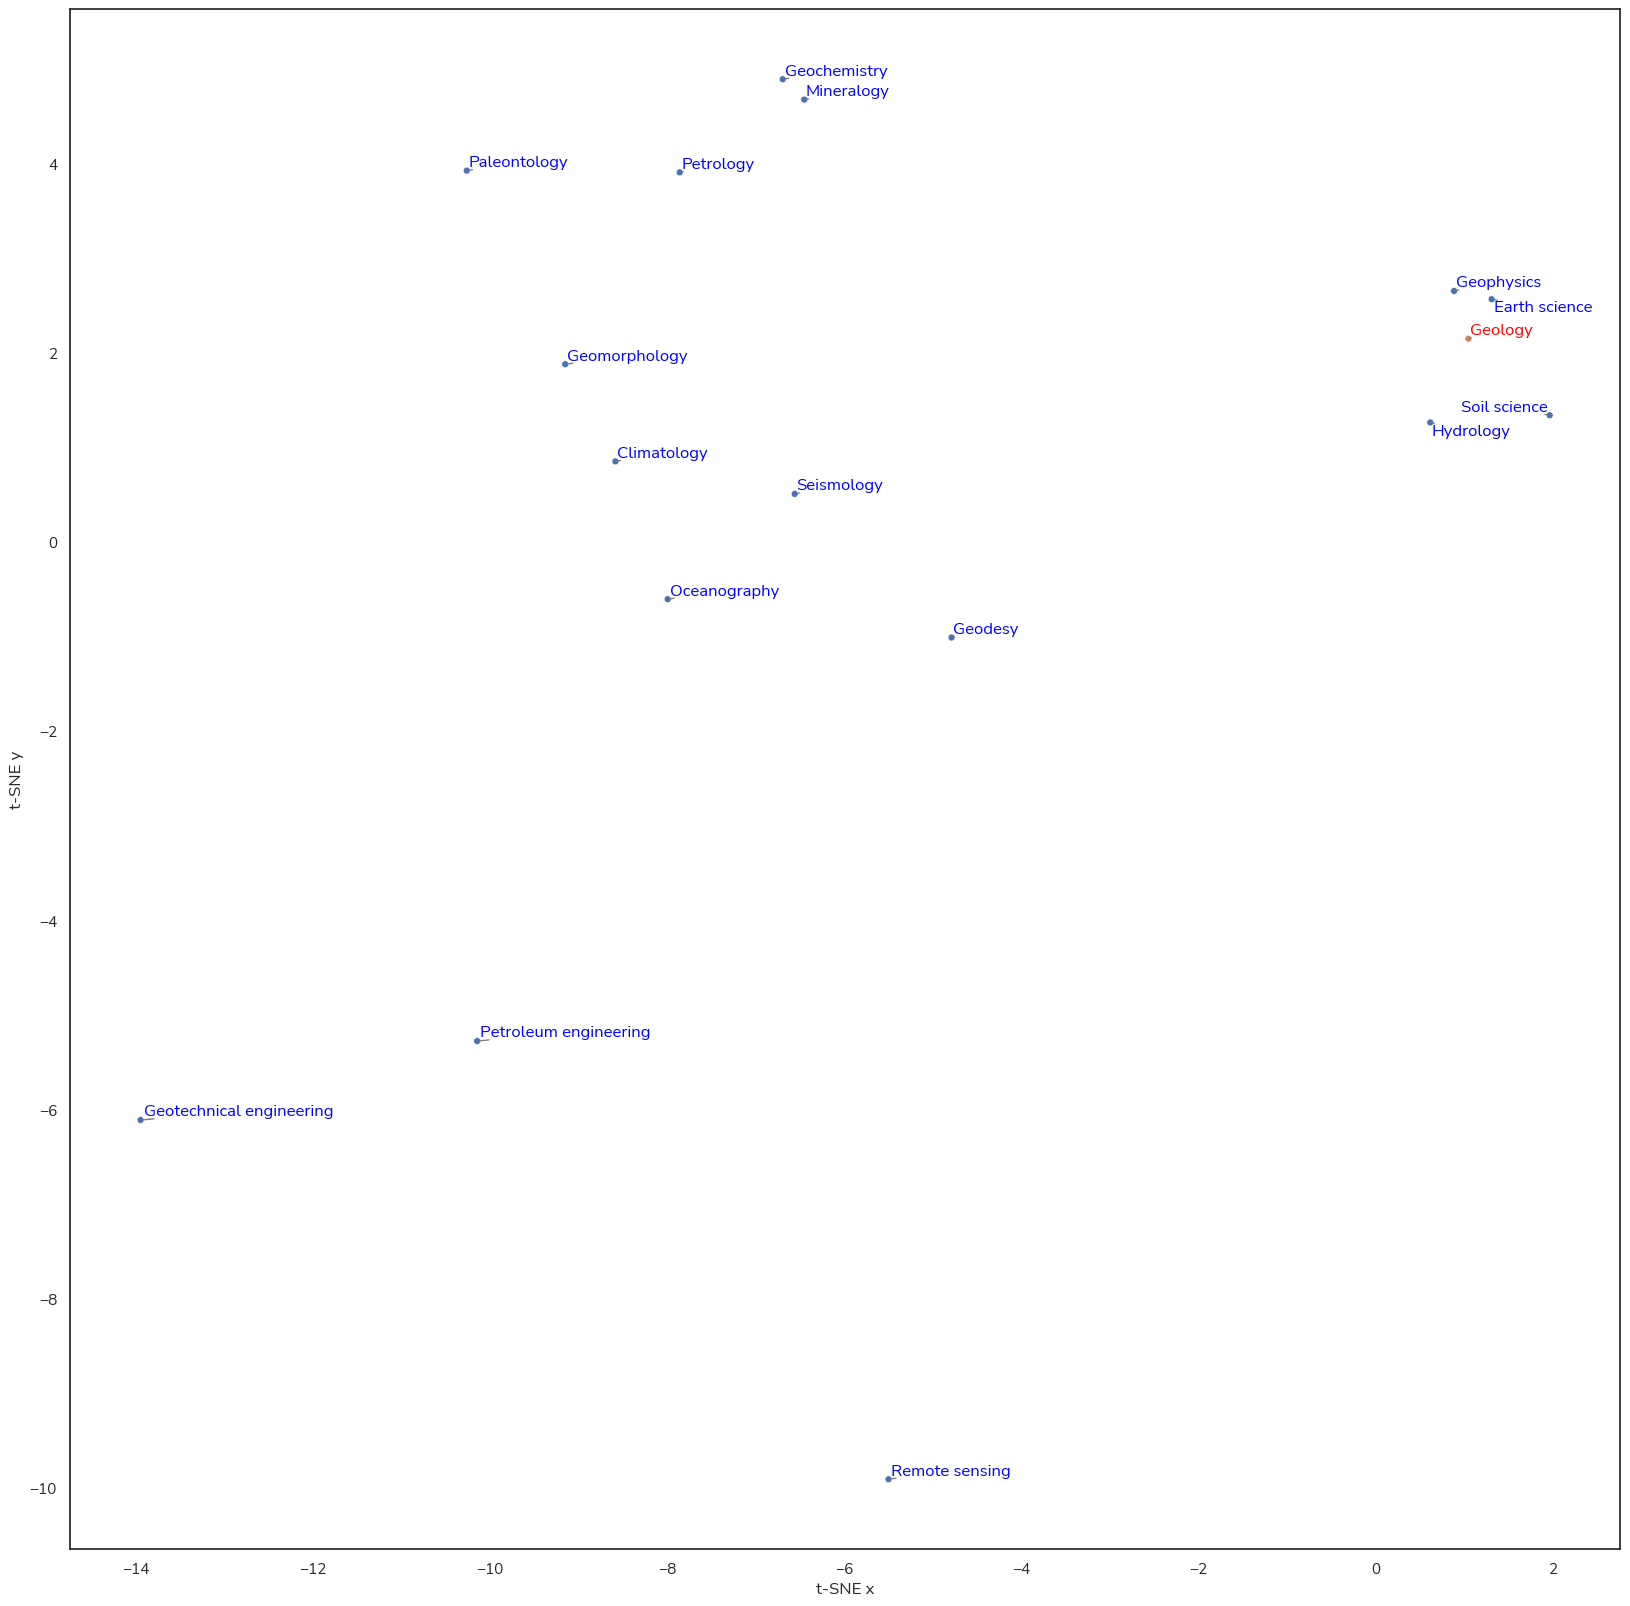 Geochemistry
Mineralogy
Paleontology
Petrology
Geophysics
Earth science
Geology
Geomorphology
Soil science
Hydrology
Climatology
Seismology
Oceanography
Geodesy
Petroleum engineering
Geotechnical engineering
Remote sensing
4
2
0
−2
−4
−6
−8
−10
t-SNE y
−14 −12 −10 −8 −6 −4 −2 0 2
t-SNE x